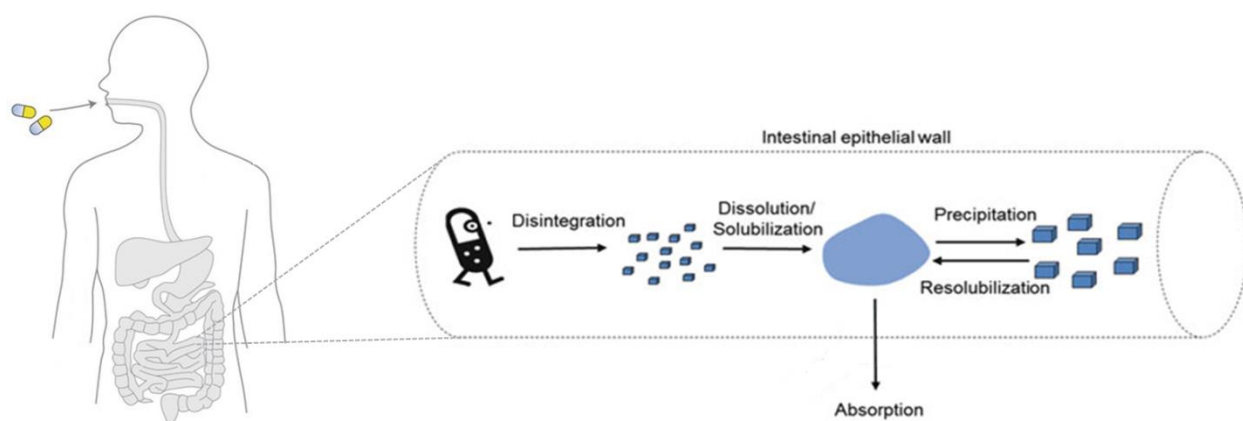 Intestinal epithelial wall
Disintegration
Dissolution/
Solubilization
Precipitation
Resolubilization
Absorption